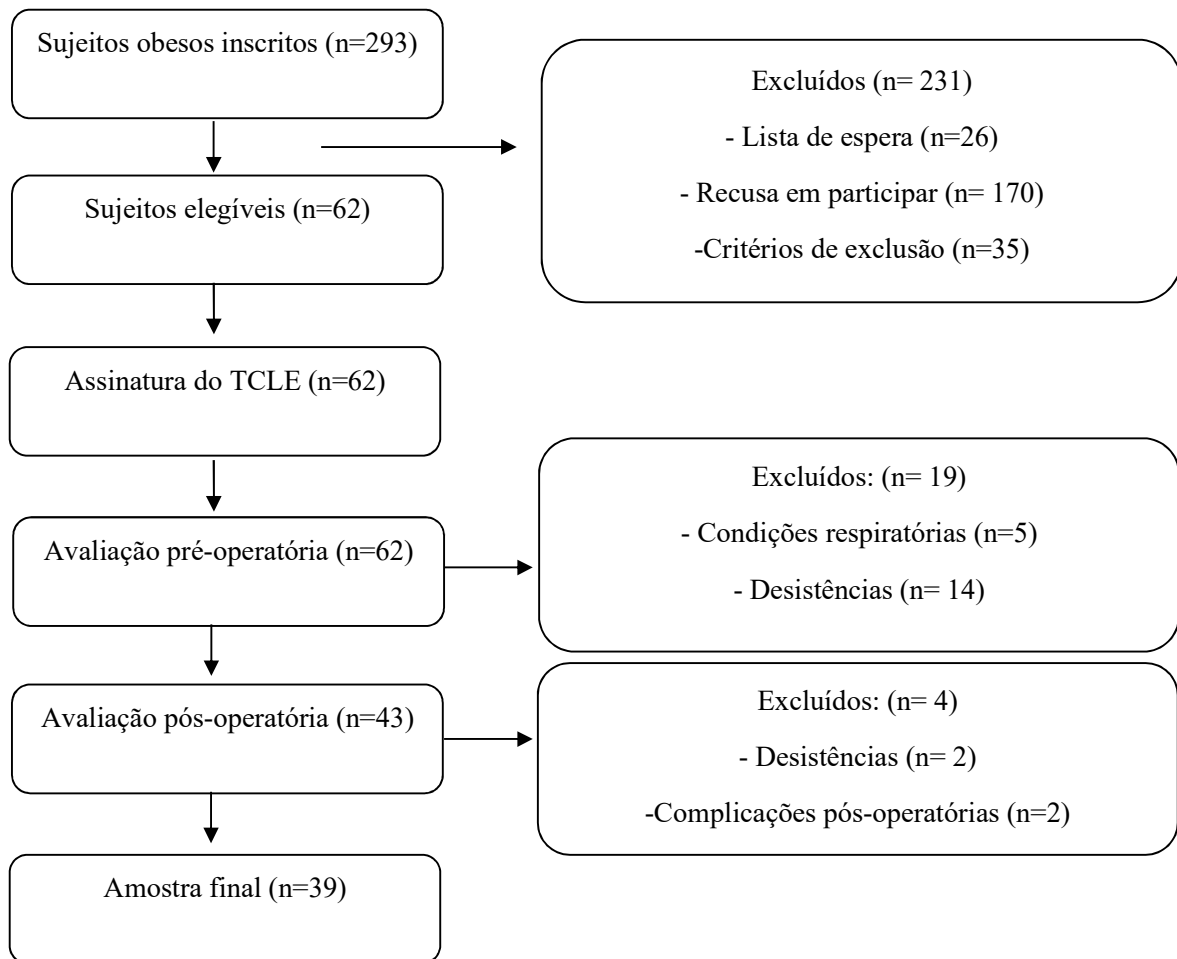 Sujeitos obesos inscritos (n=293)
Excluídos (n= 231)
- Lista de espera (n=26)
- Recusa em participar (n= 170)
-Critérios de exclusão (n=35)
Sujeitos elegíveis (n=62)
Assinatura do TCLE (n=62)
Avaliação pré-operatória (n=62)
Excluídos: (n= 19)
- Condições respiratórias (n=5)
- Desistências (n= 14)
Avaliação pós-operatória (n=43)
Excluídos: (n= 4)
- Desistências (n= 2)
-Complicações pós-operatórias (n=2)
Amostra final (n=39)